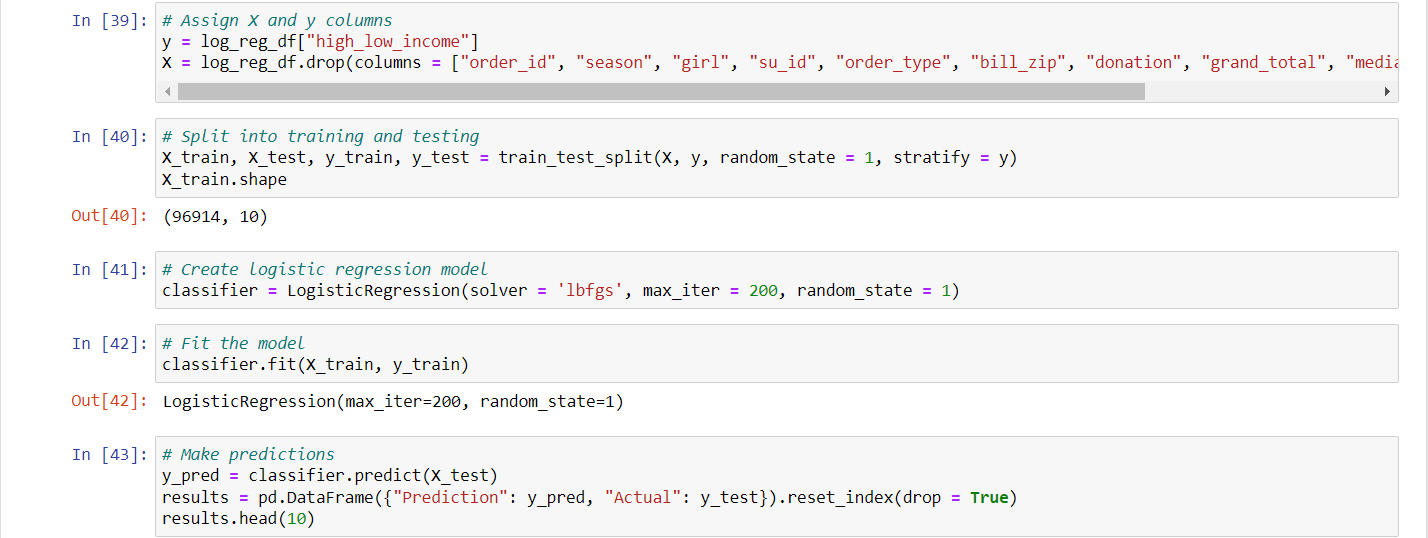 In [39]: # Assign X and y columns
y = log_reg_df["high_low_income"]
X = log_reg_df.drop(columns = ["order_id", "season", "girl", "su_id", "order_type", "bill_zip", "donation", "grand_total", "media
In [40]: # Split into training and testing
X_train, X_test, y_train, y_test = train_test_split(X, y, random_state = 1, stratify = y)
X_train.shape
Out[40]: (96914, 10)
In [41]: # Create logistic regression model
classifier = LogisticRegression(solver = 'lbfgs', max_iter = 200, random_state = 1)
In [42]: # Fit the model
classifier.fit(X_train, y_train)
Out[42]: LogisticRegression(max_iter=200, random_state=1)
In [43]: # Make predictions
y_pred = classifier.predict(X_test)
results = pd.DataFrame({"Prediction": y_pred, "Actual": y_test}).reset_index(drop = True)
results.head(10)